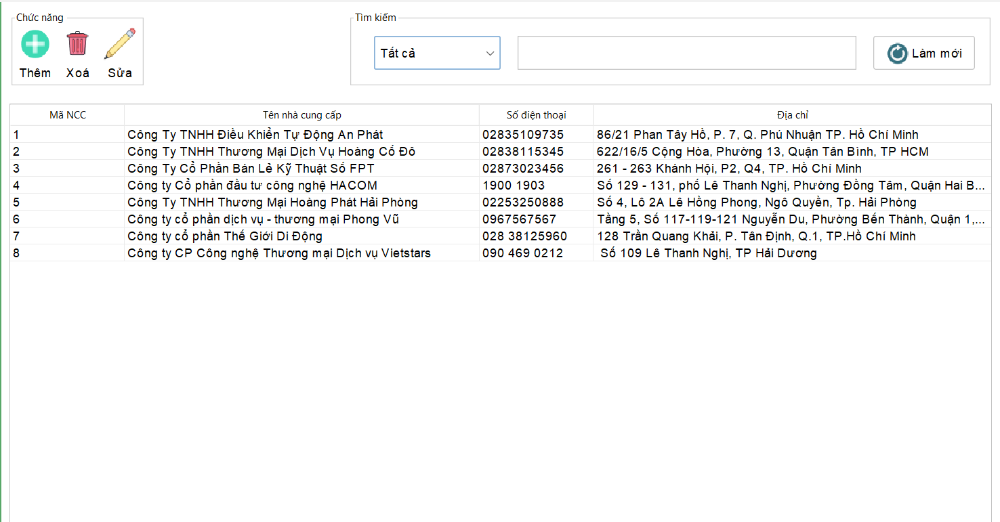 Chức năng
Tìm kiếm
Thêm Xoá Sửa
Tất cả
Làm mới
Mã NCC Tên nhà cung cấp Số điện thoại Địa chỉ
1 Công Ty TNHH Điều Khiển Tự Động An Phát 02835109735 86/21 Phan Tây Hồ, P. 7, Q. Phú Nhuận TP. Hồ Chí Minh
2 Công Ty TNHH Thương Mại Dịch Vụ Hoàng Cố Đô 02838115345 622/16/5 Cộng Hòa, Phường 13, Quận Tân Bình, TP HCM
3 Công Ty Cổ Phần Bán Lẻ Kỹ Thuật Số FPT 02873023456 261 - 263 Khánh Hội, P2, Q4, TP. Hồ Chí Minh
4 Công ty Cổ phần đầu tư công nghệ HACOM 1900 1903 Số 129 - 131, phố Lê Thanh Nghị, Phường Đồng Tâm, Quận Hai B...
5 Công Ty TNHH Thương Mại Hoàng Phát Hải Phòng 02253250888 Số 4, Lô 2A Lê Hồng Phong, Ngô Quyền, Tp. Hải Phòng
6 Công ty cổ phần dịch vụ - thương mại Phong Vũ 0967567567 Tầng 5, Số 117-119-121 Nguyễn Du, Phường Bến Thành, Quận 1,...
7 Công ty cổ phần Thế Giới Di Động 028 38125960 128 Trần Quang Khải, P. Tân Định, Q.1, TP.Hồ Chí Minh
8 Công ty CP Công nghệ Thương mại Dịch vụ Vietstars 090 469 0212 Số 109 Lê Thanh Nghị, TP Hải Dương